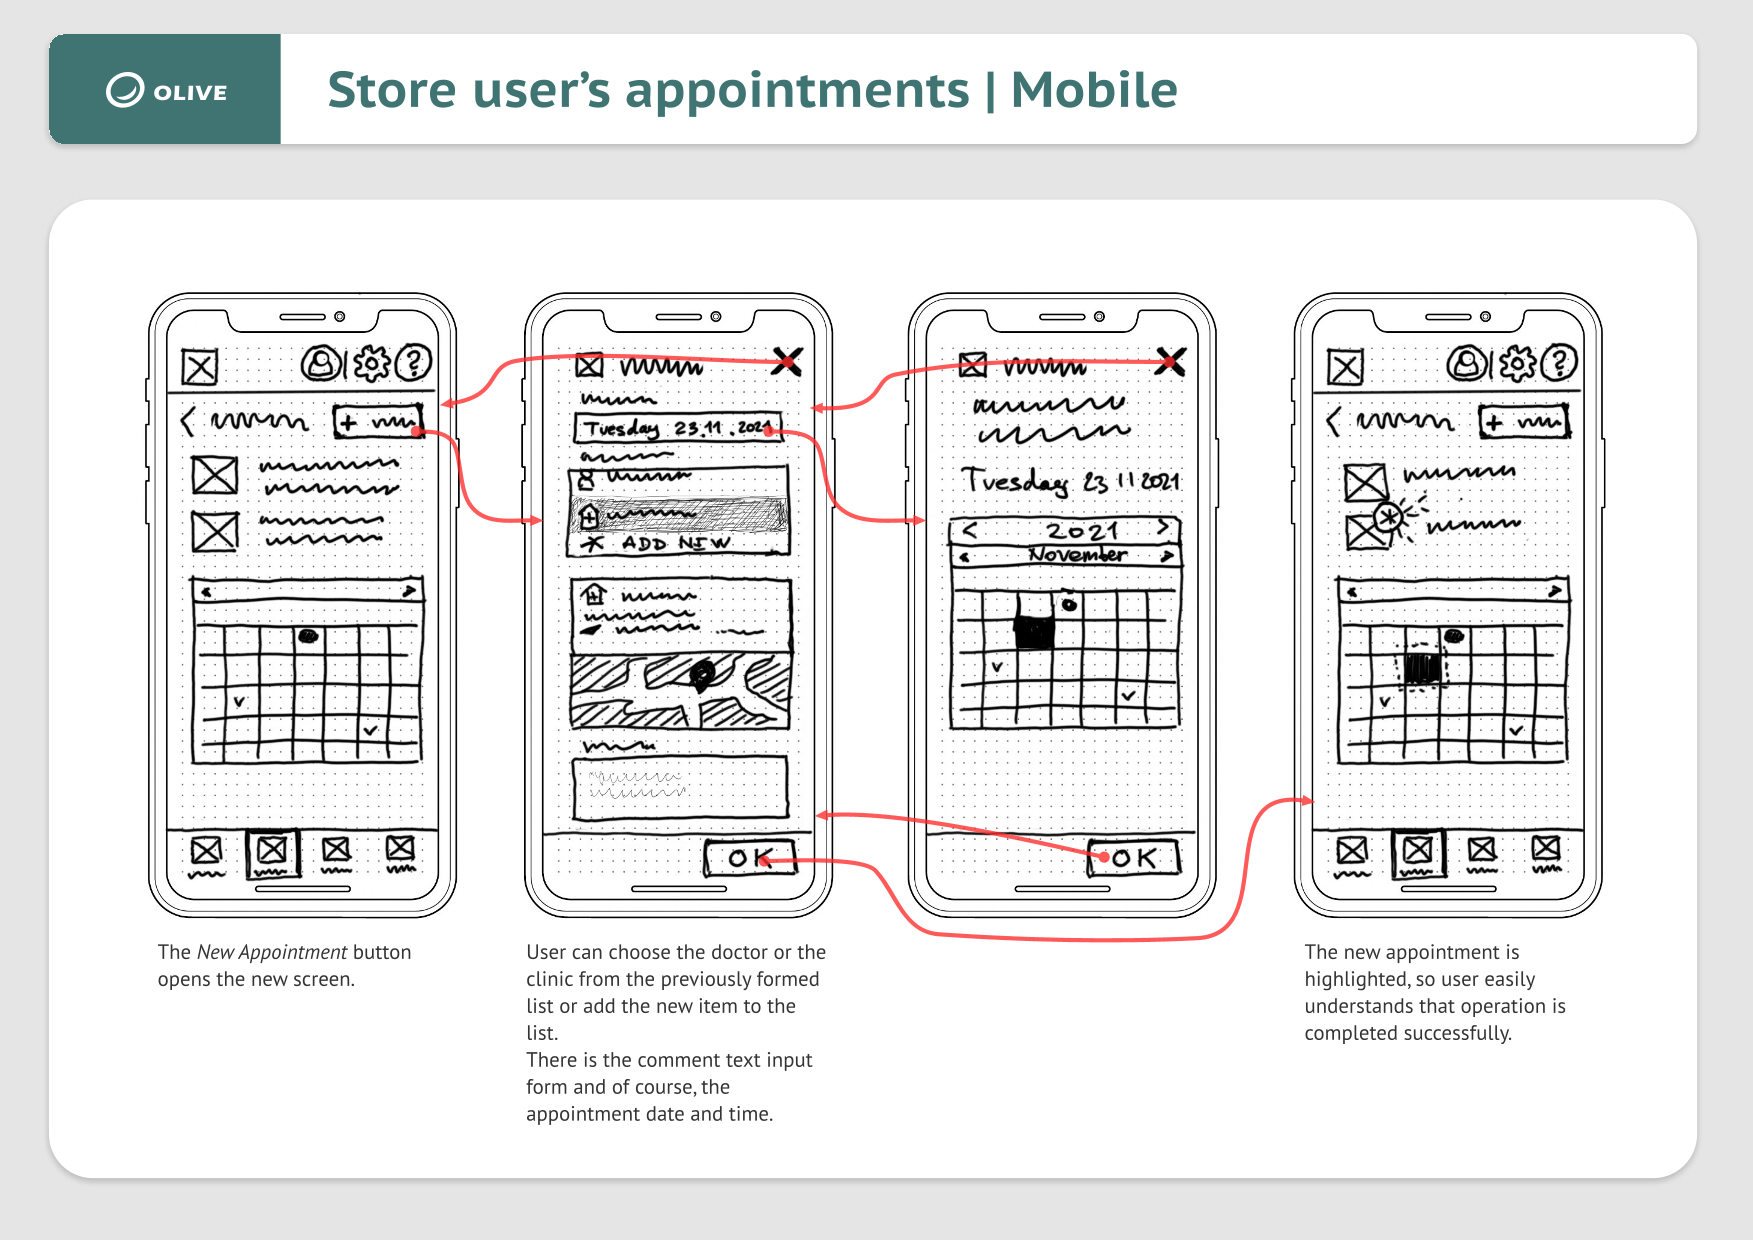 OLIVE
Store user’s appointments | Mobile
Tuesday 23.11.2021
ADD NEW
OK
Tuesday 23 11 2021
2021
November
OK
The New Appointment button
opens the new screen.
User can choose the doctor or the
clinic from the previously formed
list or add the new item to the
list.
There is the comment text input
form and of course, the
appointment date and time.
The new appointment is
highlighted, so user easily
understands that operation is
completed successfully.